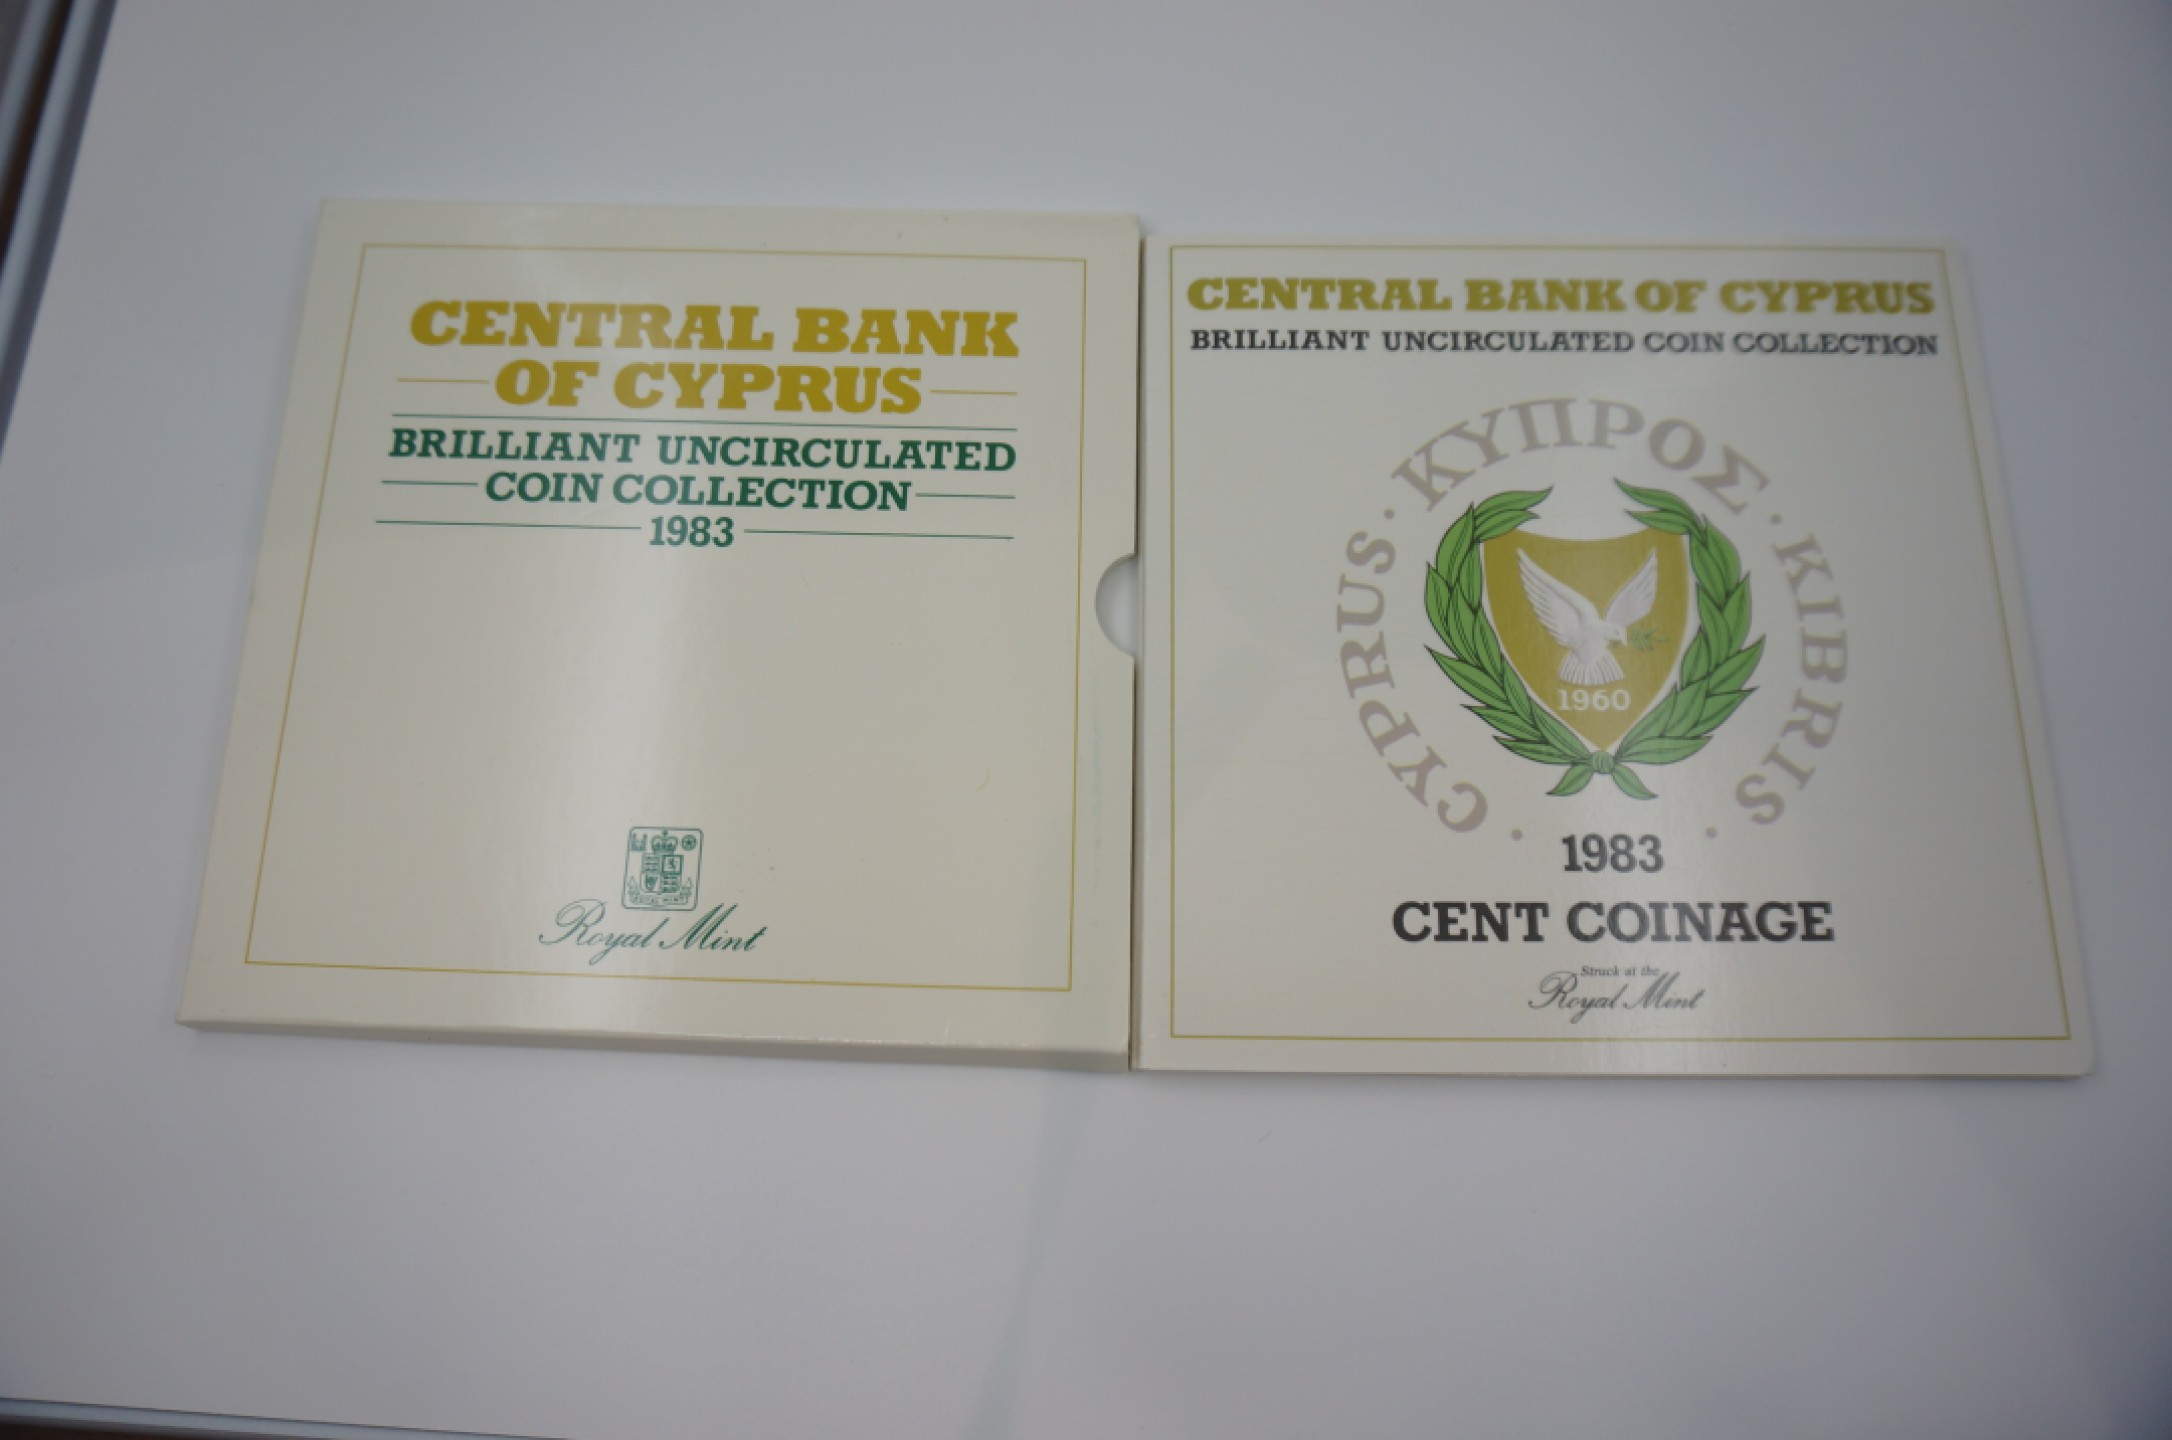 CENTRAL BANK
OF CYPRUS
BRILLIANT UNCIRCULATED
COIN COLLECTION
1983
Royal Mint
CENTRAL BANK OF CYPRUS
BRILLIANT UNCIRCULATED COIN COLLECTION
CYPRUS · ΚΥΠΡΟΣ · KIBRIS
1960
1983
CENT COINAGE
Struck at the
Royal Mint